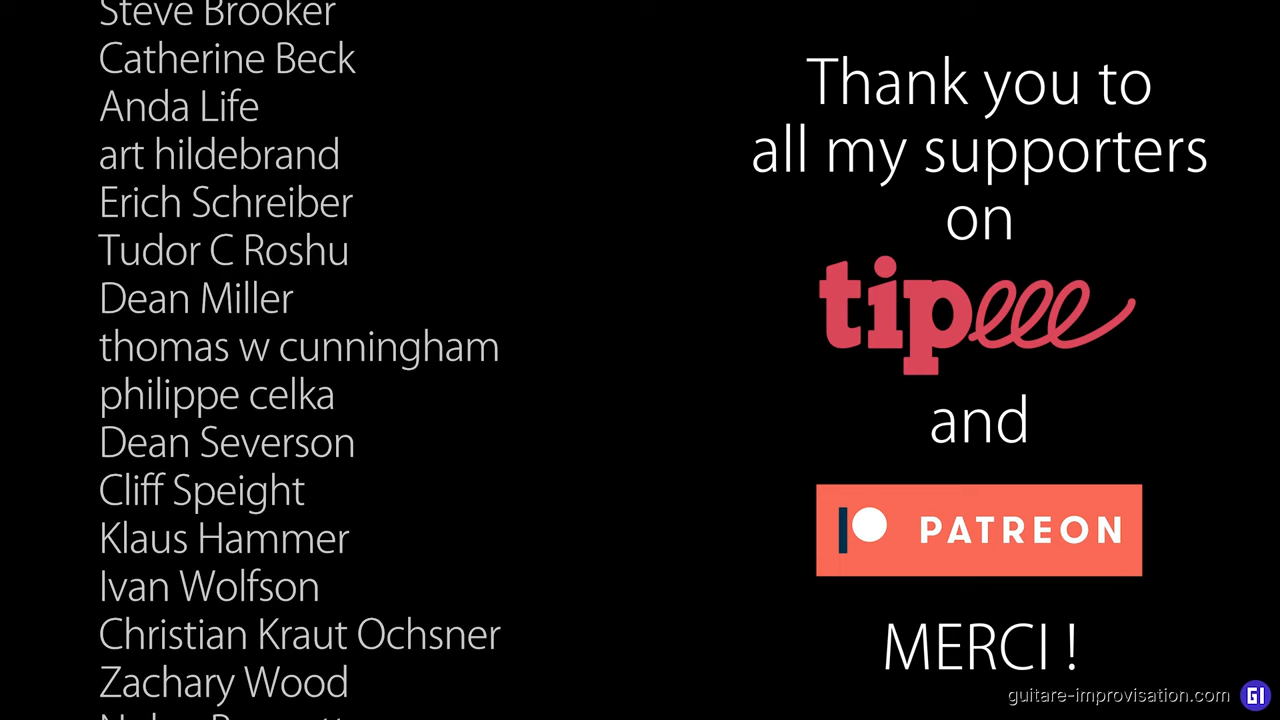 Steve Brooker
Catherine Beck
Anda Life
art hildebrand
Erich Schreiber
Tudor C Roshu
Dean Miller
thomas w cunningham
philippe celka
Dean Severson
Cliff Speight
Klaus Hammer
Ivan Wolfson
Christian Kraut Ochsner
Zachary Wood
Thank you to
all my supporters
on
tipeee
and
PATREON
MERCI !
guitare-improvisation.com GI